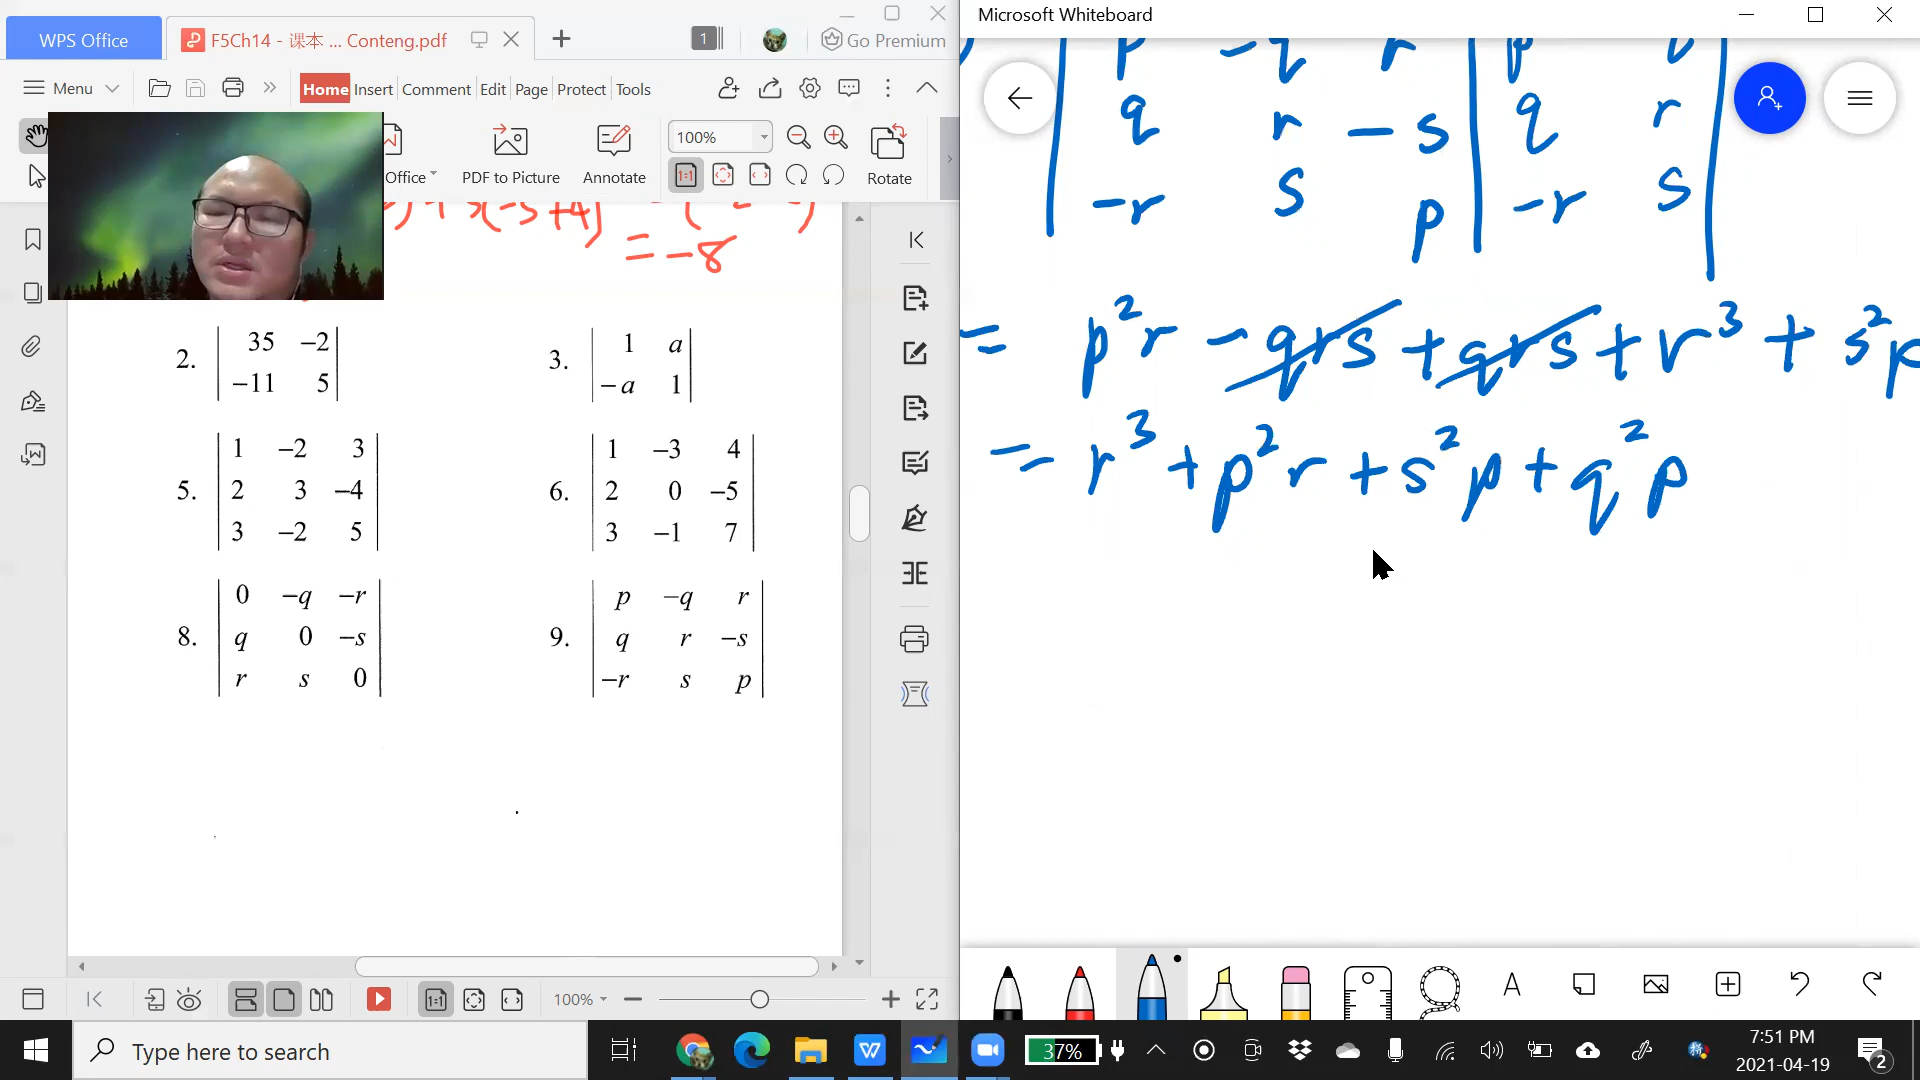 WPS Office
F5Ch14 - 课本 ... Conteng.pdf
1
Go Premium
Menu
Home Insert Comment Edit Page Protect Tools
Office
PDF to Picture
Annotate
100%
Rotate
= -8
2. | 35 -2 |
| -11 5 |
3. | 1 a |
| -a 1 |
5. | 1 -2 3 |
| 2 3 -4 |
| 3 -2 5 |
6. | 1 -3 4 |
| 2 0 -5 |
| 3 -1 7 |
8. | 0 -q -r |
| q 0 -s |
| r s 0 |
9. | p -q r |
| q r -s |
| -r s p |
100%
Microsoft Whiteboard
| p -q r | p q |
| q r -s | q r |
| -r s p | -r s |
= p²r - qrs + qrs + r³ + s²p
= r³ + p²r + s²p + q²p
Type here to search
37%
7:51 PM
2021-04-19
2